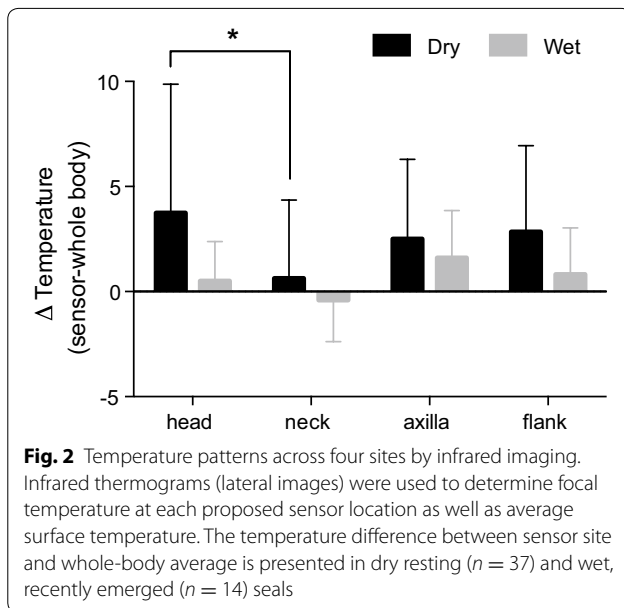 * Dry Wet
10
5
0
-5
Δ Temperature
(sensor-whole body)
head neck axilla flank
Fig. 2 Temperature patterns across four sites by infrared imaging.
Infrared thermograms (lateral images) were used to determine focal
temperature at each proposed sensor location as well as average
surface temperature. The temperature difference between sensor site
and whole-body average is presented in dry resting (n = 37) and wet,
recently emerged (n = 14) seals